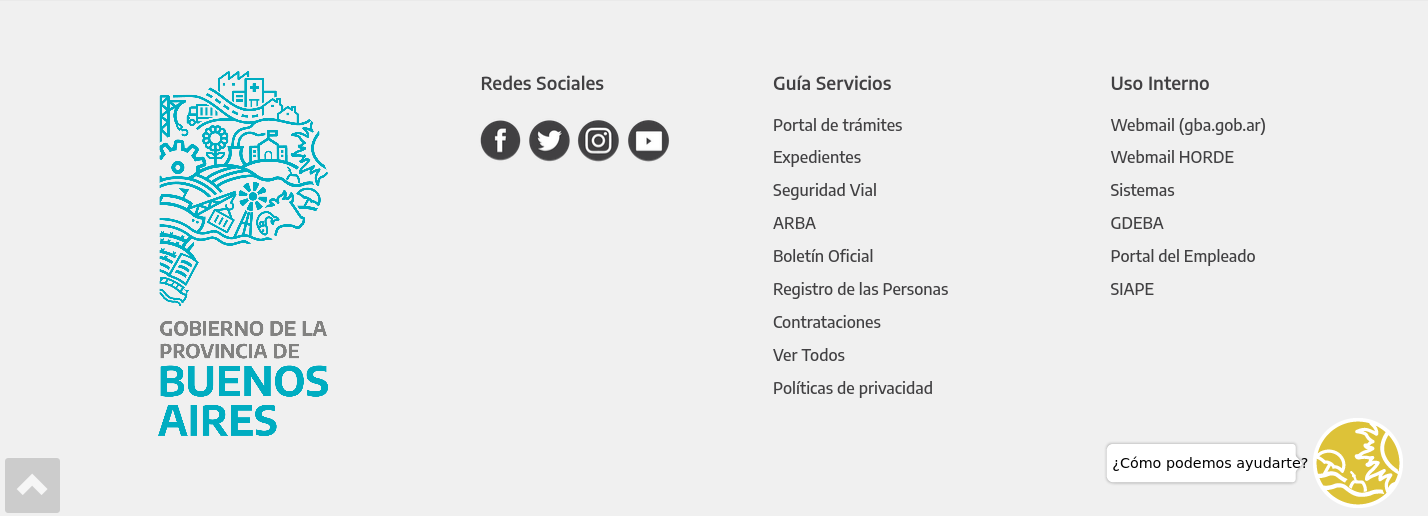 GOBIERNO DE LA
PROVINCIA DE
BUENOS
AIRES
Redes Sociales
Guía Servicios
Portal de trámites
Expedientes
Seguridad Vial
ARBA
Boletín Oficial
Registro de las Personas
Contrataciones
Ver Todos
Políticas de privacidad
Uso Interno
Webmail (gba.gob.ar)
Webmail HORDE
Sistemas
GDEBA
Portal del Empleado
SIAPE
¿Cómo podemos ayudarte?